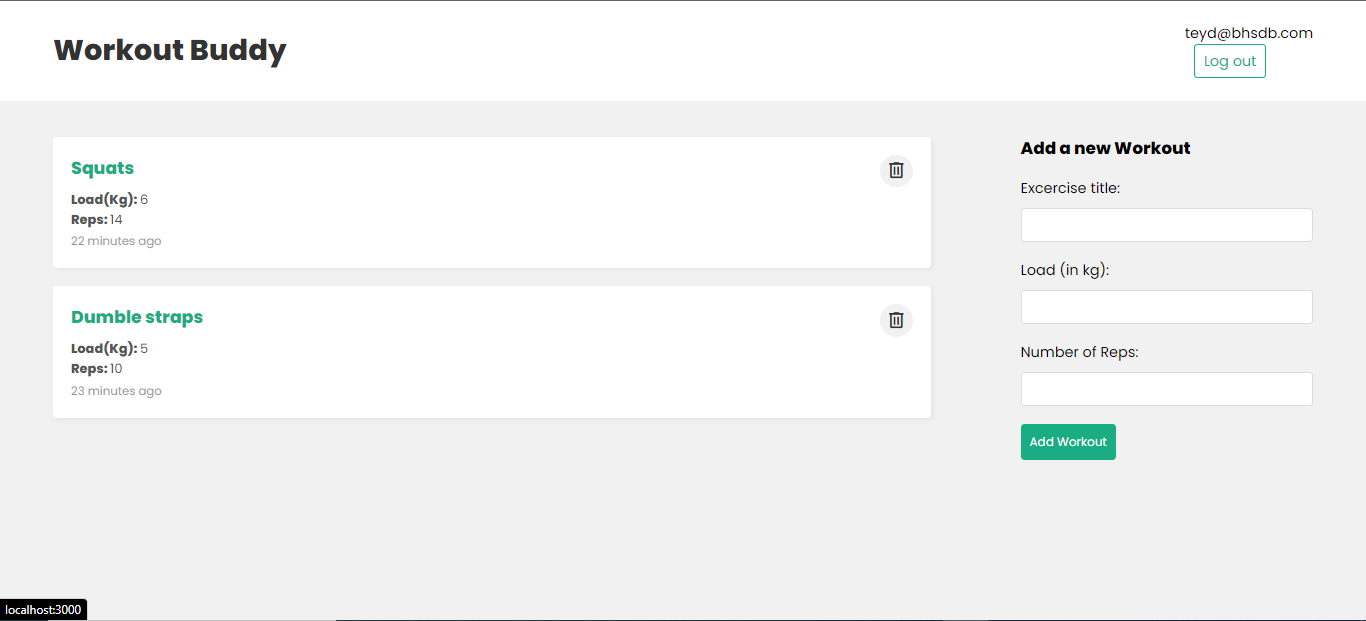 Workout Buddy
teyd@bhsdb.com
Log out
Squats
Load(Kg): 6
Reps: 14
22 minutes ago
Dumble straps
Load(Kg): 5
Reps: 10
23 minutes ago
Add a new Workout
Excercise title:
Load (in kg):
Number of Reps:
Add Workout
localhost:3000